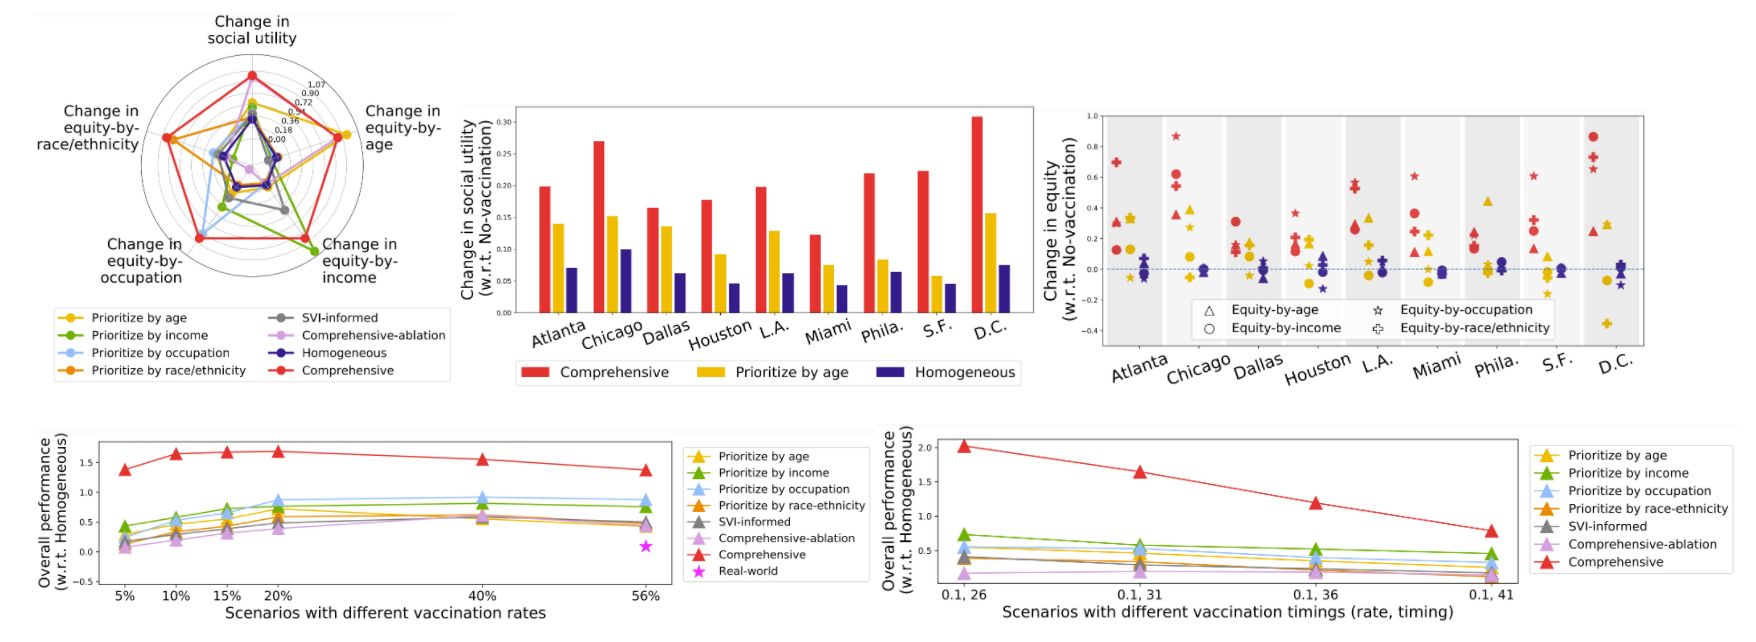 Change in
social utility
Change in
equity-by-
age
Change in
equity-by-
race/ethnicity
1.07
0.90
0.72
0.54
0.36
0.18
0.00
Change in
equity-by-
occupation
Change in
equity-by-
income
Prioritize by age
Prioritize by income
Prioritize by occupation
Prioritize by race/ethnicity
SVI-informed
Comprehensive-ablation
Homogeneous
Comprehensive
Change in social utility
(w.r.t. No-vaccination)
0.30
0.25
0.20
0.15
0.10
0.05
0.00
Atlanta Chicago Dallas Houston L.A. Miami Phila. S.F. D.C.
Comprehensive Prioritize by age Homogeneous
Change in equity
(w.r.t. No-vaccination)
1.0
0.8
0.6
0.4
0.2
0.0
−0.2
−0.4
Equity-by-age Equity-by-occupation
Equity-by-income Equity-by-race/ethnicity
Atlanta Chicago Dallas Houston L.A. Miami Phila. S.F. D.C.
Overall performance
(w.r.t. Homogeneous)
1.5
1.0
0.5
0.0
−0.5
5% 10% 15% 20% 40% 56%
Scenarios with different vaccination rates
Prioritize by age
Prioritize by income
Prioritize by occupation
Prioritize by race-ethnicity
SVI-informed
Comprehensive-ablation
Comprehensive
Real-world
Overall performance
(w.r.t. Homogeneous)
2.0
1.5
1.0
0.5
0.1, 26 0.1, 31 0.1, 36 0.1, 41
Scenarios with different vaccination timings (rate, timing)
Prioritize by age
Prioritize by income
Prioritize by occupation
Prioritize by race-ethnicity
SVI-informed
Comprehensive-ablation
Comprehensive